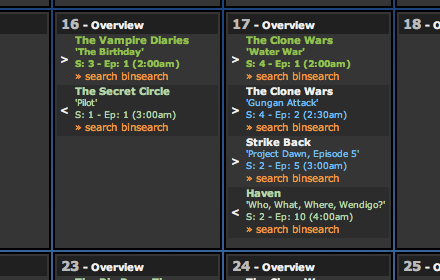 16 - Overview
The Vampire Diaries
'The Birthday'
> S: 3 - Ep: 1 (2:00am)
» search binsearch
The Secret Circle
'Pilot'
< S: 1 - Ep: 1 (3:00am)
» search binsearch
17 - Overview
The Clone Wars
'Water War'
> S: 4 - Ep: 1 (2:00am)
» search binsearch
The Clone Wars
'Gungan Attack'
> S: 4 - Ep: 2 (2:30am)
» search binsearch
Strike Back
'Project Dawn, Episode 5'
> S: 2 - Ep: 5 (3:00am)
» search binsearch
Haven
'Who, What, Where, Wendigo?'
< S: 2 - Ep: 10 (4:00am)
» search binsearch
18 -
23 - Overview
24 - Overview
25 -